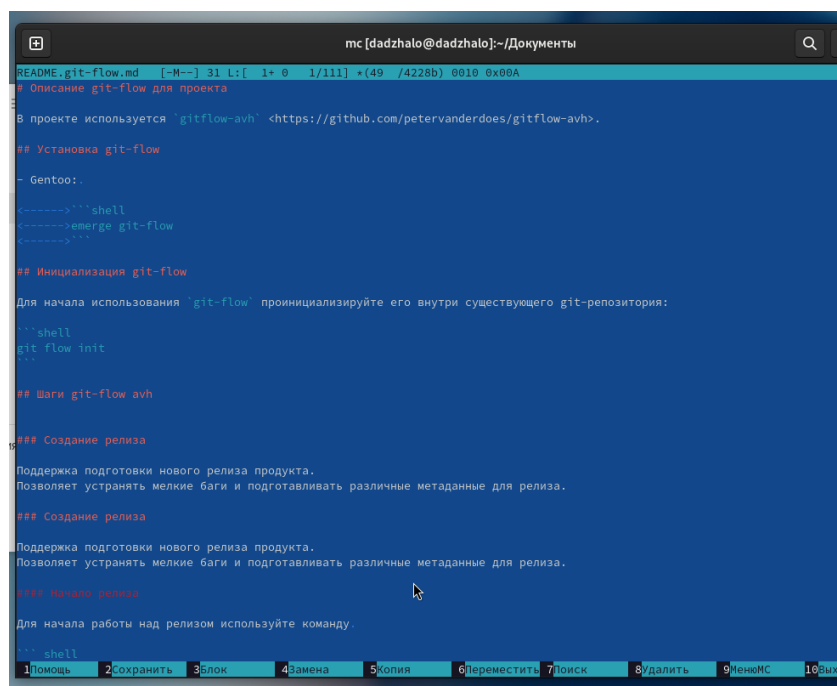 mc [dadzhalo@dadzhalo]:~/Документы
README.git-flow.md [-M--] 31 L:[ 1+ 0 1/111] *(49 /4228b) 0010 0x00A
# Описание git-flow для проекта
В проекте используется `gitflow-avh` <https://github.com/petervanderdoes/gitflow-avh>.
## Установка git-flow
- Gentoo:.
<------>```shell
<------>emerge git-flow
<------>```
## Инициализация git-flow
Для начала использования `git-flow` проинициализируйте его внутри существующего git-репозитория:
```shell
git flow init
```
## Шаги git-flow avh
### Создание релиза
Поддержка подготовки нового релиза продукта.
Позволяет устранять мелкие баги и подготавливать различные метаданные для релиза.
### Создание релиза
Поддержка подготовки нового релиза продукта.
Позволяет устранять мелкие баги и подготавливать различные метаданные для релиза.
#### Начало релиза
Для начала работы над релизом используйте команду.
``` shell
1Помощь 2Сохранить 3Блок 4Замена 5Копия 6Переместить 7Поиск 8Удалить 9МенюMC 10Вых